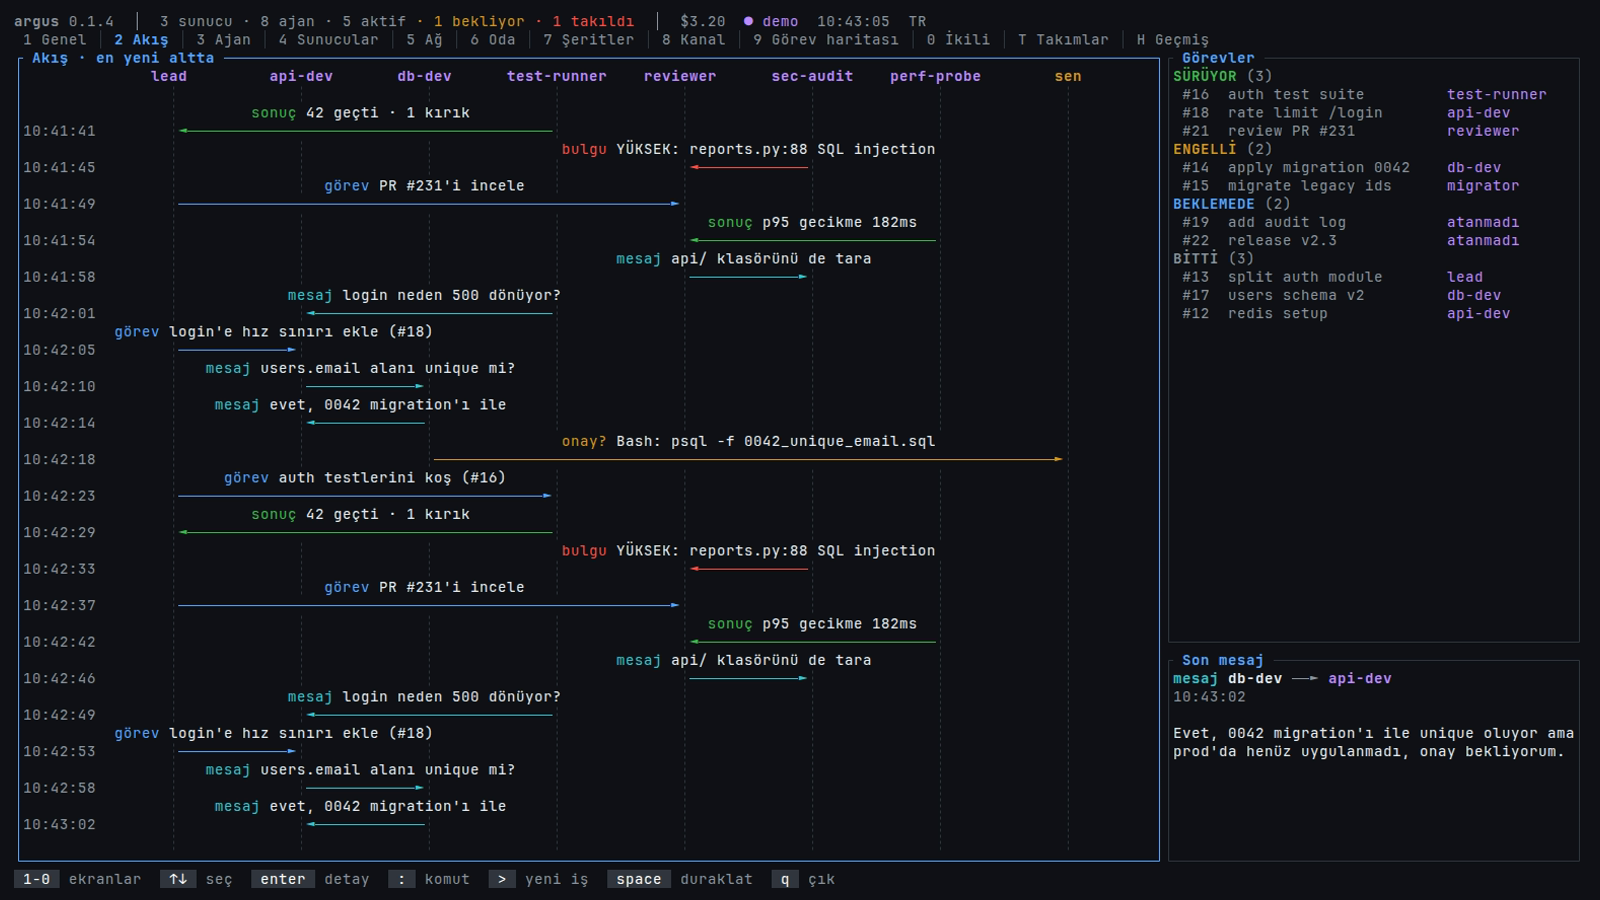 argus 0.1.4 │ 3 sunucu · 8 ajan · 5 aktif · 1 bekliyor · 1 takıldı │ $3.20 ● demo 10:43:05 TR
1 Genel │ 2 Akış │ 3 Ajan │ 4 Sunucular │ 5 Ağ │ 6 Oda │ 7 Şeritler │ 8 Kanal │ 9 Görev haritası │ 0 İkili │ T Takımlar │ H Geçmiş
Akış · en yeni altta
lead api-dev db-dev test-runner reviewer sec-audit perf-probe sen
sonuç 42 geçti · 1 kırık
10:41:41
bulgu YÜKSEK: reports.py:88 SQL injection
10:41:45
görev PR #231'i incele
10:41:49
sonuç p95 gecikme 182ms
10:41:54
mesaj api/ klasörünü de tara
10:41:58
mesaj login neden 500 dönüyor?
10:42:01
görev login'e hız sınırı ekle (#18)
10:42:05
mesaj users.email alanı unique mi?
10:42:10
mesaj evet, 0042 migration'ı ile
10:42:14
onay? Bash: psql -f 0042_unique_email.sql
10:42:18
görev auth testlerini koş (#16)
10:42:23
sonuç 42 geçti · 1 kırık
10:42:29
bulgu YÜKSEK: reports.py:88 SQL injection
10:42:33
görev PR #231'i incele
10:42:37
sonuç p95 gecikme 182ms
10:42:42
mesaj api/ klasörünü de tara
10:42:46
mesaj login neden 500 dönüyor?
10:42:49
görev login'e hız sınırı ekle (#18)
10:42:53
mesaj users.email alanı unique mi?
10:42:58
mesaj evet, 0042 migration'ı ile
10:43:02
Görevler
SÜRÜYOR (3)
#16 auth test suite test-runner
#18 rate limit /login api-dev
#21 review PR #231 reviewer
ENGELLİ (2)
#14 apply migration 0042 db-dev
#15 migrate legacy ids migrator
BEKLEMEDE (2)
#19 add audit log atanmadı
#22 release v2.3 atanmadı
BİTTİ (3)
#13 split auth module lead
#17 users schema v2 db-dev
#12 redis setup api-dev
Son mesaj
mesaj db-dev ──► api-dev
10:43:02
Evet, 0042 migration'ı ile unique oluyor ama
prod'da henüz uygulanmadı, onay bekliyorum.
1-0 ekranlar ↑↓ seç enter detay : komut > yeni iş space duraklat q çık